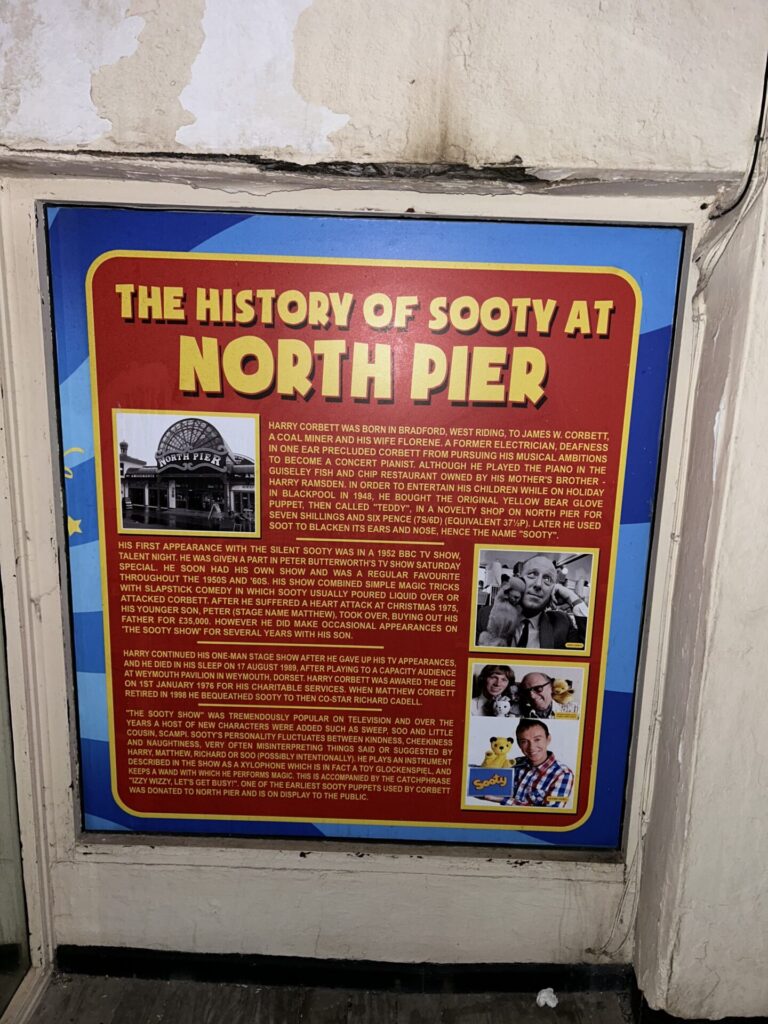 THE HISTORY OF SOOTY AT
NORTH PIER
NORTH PIER
HARRY CORBETT WAS BORN IN BRADFORD, WEST RIDING, TO JAMES W. CORBETT,
A COAL MINER AND HIS WIFE FLORENE. A FORMER ELECTRICIAN, DEAFNESS
IN ONE EAR PRECLUDED CORBETT FROM PURSUING HIS MUSICAL AMBITIONS
TO BECOME A CONCERT PIANIST. ALTHOUGH HE PLAYED THE PIANO IN THE
GUISELEY FISH AND CHIP RESTAURANT OWNED BY HIS MOTHER'S BROTHER -
HARRY RAMSDEN. IN ORDER TO ENTERTAIN HIS CHILDREN WHILE ON HOLIDAY
IN BLACKPOOL IN 1948, HE BOUGHT THE ORIGINAL YELLOW BEAR GLOVE
PUPPET, THEN CALLED "TEDDY", IN A NOVELTY SHOP ON NORTH PIER FOR
SEVEN SHILLINGS AND SIX PENCE (7S/6D) (EQUIVALENT 37½P). LATER HE USED
SOOT TO BLACKEN ITS EARS AND NOSE, HENCE THE NAME "SOOTY".
HIS FIRST APPEARANCE WITH THE SILENT SOOTY WAS IN A 1952 BBC TV SHOW,
TALENT NIGHT. HE WAS GIVEN A PART IN PETER BUTTERWORTH'S TV SHOW SATURDAY
SPECIAL. HE SOON HAD HIS OWN SHOW AND WAS A REGULAR FAVOURITE
THROUGHOUT THE 1950S AND '60S. HIS SHOW COMBINED SIMPLE MAGIC TRICKS
WITH SLAPSTICK COMEDY IN WHICH SOOTY USUALLY POURED LIQUID OVER OR
ATTACKED CORBETT. AFTER HE SUFFERED A HEART ATTACK AT CHRISTMAS 1975,
HIS YOUNGER SON, PETER (STAGE NAME MATTHEW), TOOK OVER, BUYING OUT HIS
FATHER FOR £35,000. HOWEVER HE DID MAKE OCCASIONAL APPEARANCES ON
"THE SOOTY SHOW" FOR SEVERAL YEARS WITH HIS SON.
HARRY CONTINUED HIS ONE-MAN STAGE SHOW AFTER HE GAVE UP HIS TV APPEARANCES,
AND HE DIED IN HIS SLEEP ON 17 AUGUST 1989, AFTER PLAYING TO A CAPACITY AUDIENCE
AT WEYMOUTH PAVILION IN WEYMOUTH, DORSET. HARRY CORBETT WAS AWARED THE OBE
ON 1ST JANUARY 1976 FOR HIS CHARITABLE SERVICES. WHEN MATTHEW CORBETT
RETIRED IN 1998 HE BEQUEATHED SOOTY TO THEN CO-STAR RICHARD CADELL.
"THE SOOTY SHOW" WAS TREMENDOUSLY POPULAR ON TELEVISION AND OVER THE
YEARS A HOST OF NEW CHARACTERS WERE ADDED SUCH AS SWEEP, SOO AND LITTLE
COUSIN, SCAMPI. SOOTY'S PERSONALITY FLUCTUATES BETWEEN KINDNESS, CHEEKINESS
AND NAUGHTINESS, VERY OFTEN MISINTERPRETING THINGS SAID OR SUGGESTED BY
HARRY, MATTHEW, RICHARD OR SOO (POSSIBLY INTENTIONALLY). HE PLAYS AN INSTRUMENT
DESCRIBED IN THE SHOW AS A XYLOPHONE WHICH IS IN FACT A TOY GLOCKENSPIEL, AND
KEEPS A WAND WITH WHICH HE PERFORMS MAGIC. THIS IS ACCOMPANIED BY THE CATCHPHRASE
"IZZY WIZZY, LET'S GET BUSY!". ONE OF THE EARLIEST SOOTY PUPPETS USED BY CORBETT
WAS DONATED TO NORTH PIER AND IS ON DISPLAY TO THE PUBLIC.
Sooty